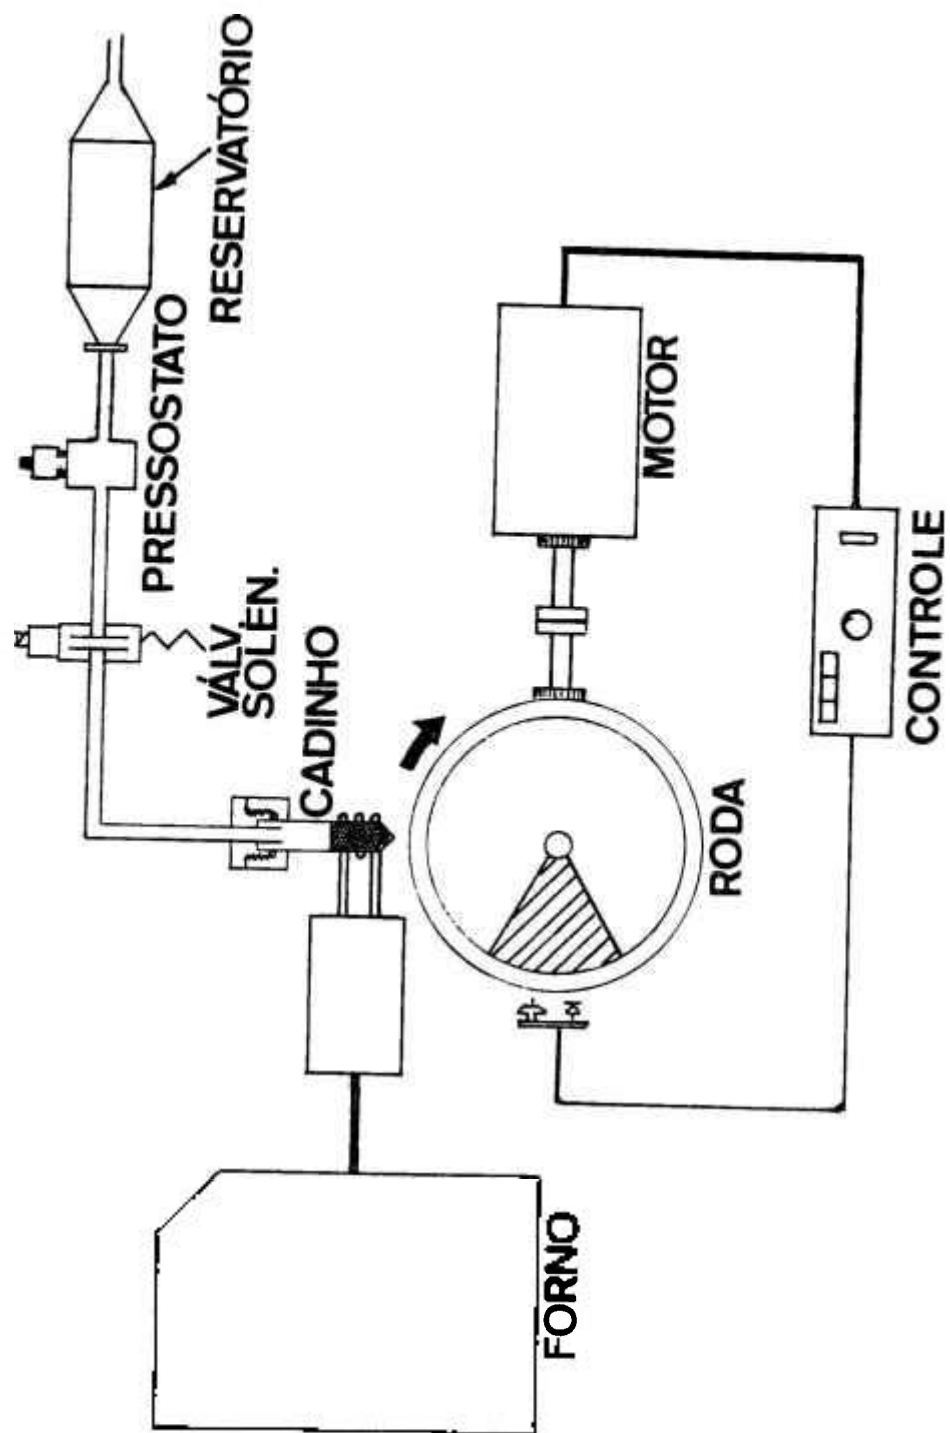 RESERVATÓRIO
PRESSOSTATO
VÁLV.
SOLEN.
CADINHO
MOTOR
RODA
CONTROLE
FORNO